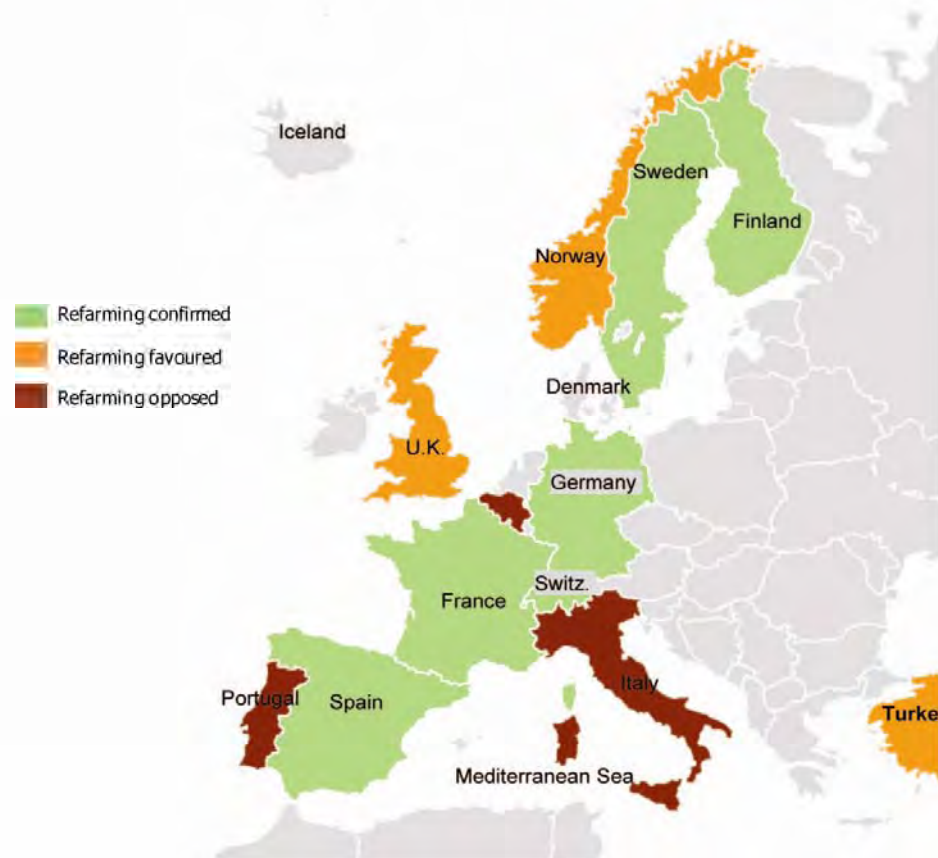 Iceland
Sweden
Finland
Norway
Refarming confirmed
Refarming favoured
Refarming opposed
Denmark
U.K.
Germany
Switz.
France
Portugal
Spain
Italy
Turke
Mediterranean Sea